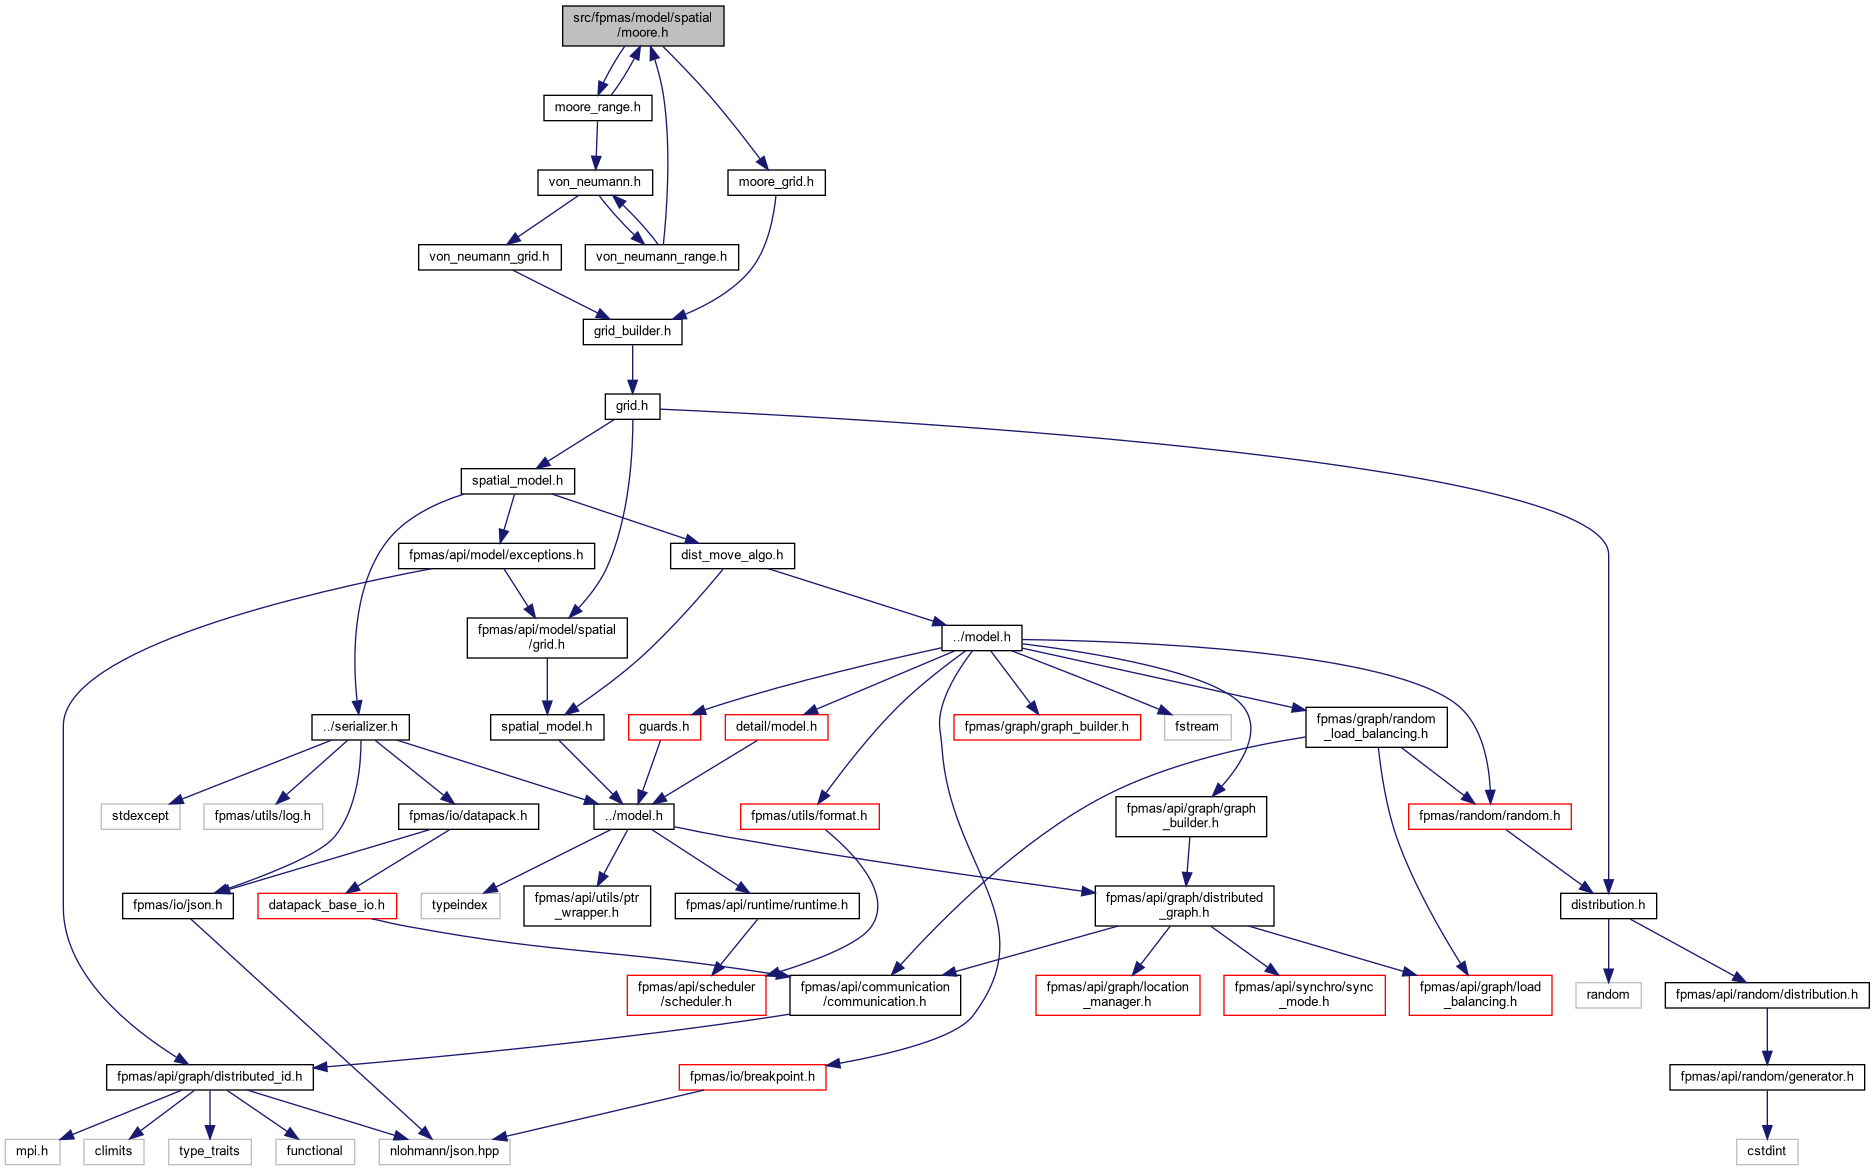 src/fpmas/model/spatial
/moore.h
moore_range.h
von_neumann.h
moore_grid.h
von_neumann_grid.h
von_neumann_range.h
grid_builder.h
grid.h
spatial_model.h
fpmas/api/model/exceptions.h
dist_move_algo.h
fpmas/api/model/spatial
/grid.h
../model.h
../serializer.h
spatial_model.h
guards.h
detail/model.h
fpmas/graph/graph_builder.h
fstream
fpmas/graph/random
_load_balancing.h
stdexcept
fpmas/utils/log.h
fpmas/io/datapack.h
../model.h
fpmas/utils/format.h
fpmas/api/graph/graph
_builder.h
fpmas/random/random.h
fpmas/io/json.h
datapack_base_io.h
typeindex
fpmas/api/utils/ptr
_wrapper.h
fpmas/api/runtime/runtime.h
fpmas/api/graph/distributed
_graph.h
distribution.h
fpmas/api/scheduler
/scheduler.h
fpmas/api/communication
/communication.h
fpmas/api/graph/location
_manager.h
fpmas/api/synchro/sync
_mode.h
fpmas/api/graph/load
_balancing.h
random
fpmas/api/random/distribution.h
fpmas/api/graph/distributed_id.h
fpmas/io/breakpoint.h
fpmas/api/random/generator.h
mpi.h
climits
type_traits
functional
nlohmann/json.hpp
cstdint